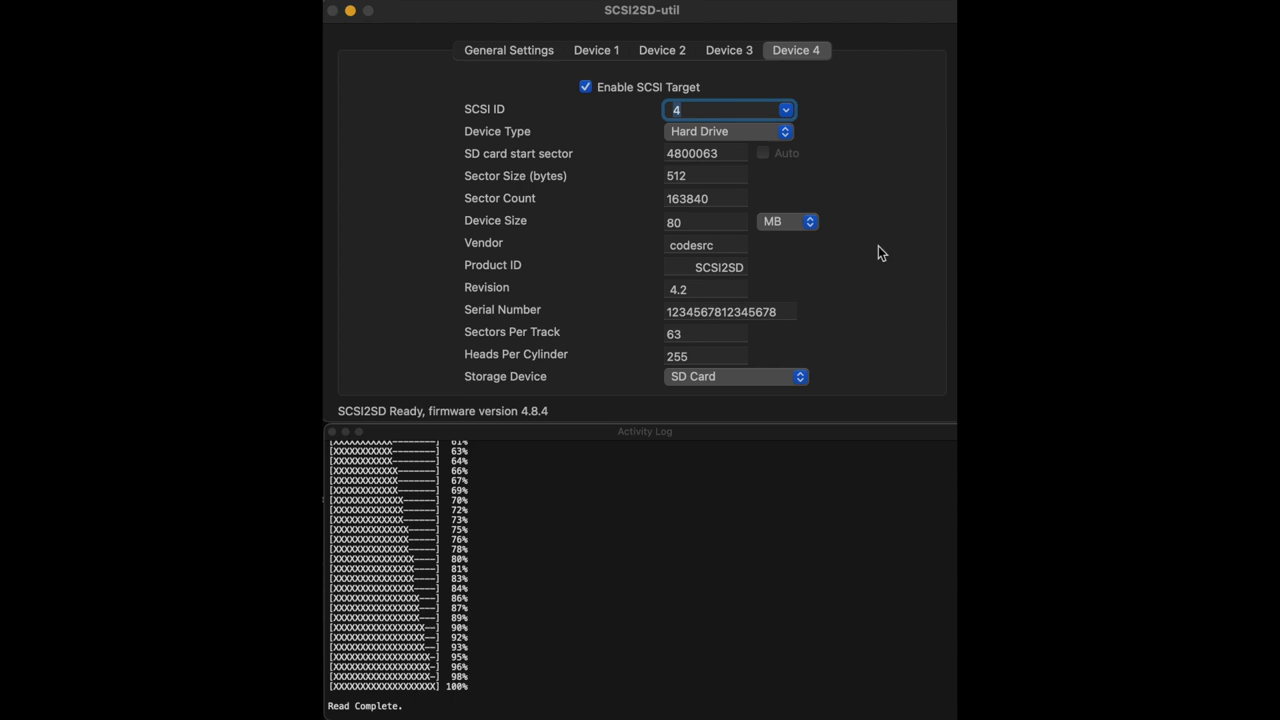 SCSI2SD-util
General Settings Device 1 Device 2 Device 3 Device 4
Enable SCSI Target
SCSI ID 4
Device Type Hard Drive
SD card start sector 4800063 Auto
Sector Size (bytes) 512
Sector Count 163840
Device Size 80 MB
Vendor codesrc
Product ID SCSI2SD
Revision 4.2
Serial Number 1234567812345678
Sectors Per Track 63
Heads Per Cylinder 255
Storage Device SD Card
SCSI2SD Ready, firmware version 4.8.4
Activity Log
[XXXXXXXXXXXX--------] 61%
[XXXXXXXXXXXX--------] 63%
[XXXXXXXXXXXX--------] 64%
[XXXXXXXXXXXXX-------] 66%
[XXXXXXXXXXXXX-------] 67%
[XXXXXXXXXXXXX-------] 69%
[XXXXXXXXXXXXXX------] 70%
[XXXXXXXXXXXXXX------] 72%
[XXXXXXXXXXXXXX------] 73%
[XXXXXXXXXXXXXXX-----] 75%
[XXXXXXXXXXXXXXX-----] 76%
[XXXXXXXXXXXXXXX-----] 78%
[XXXXXXXXXXXXXXXX----] 80%
[XXXXXXXXXXXXXXXX----] 81%
[XXXXXXXXXXXXXXXX----] 83%
[XXXXXXXXXXXXXXXX----] 84%
[XXXXXXXXXXXXXXXXX---] 86%
[XXXXXXXXXXXXXXXXX---] 87%
[XXXXXXXXXXXXXXXXX---] 89%
[XXXXXXXXXXXXXXXXXX--] 90%
[XXXXXXXXXXXXXXXXXX--] 92%
[XXXXXXXXXXXXXXXXXX--] 93%
[XXXXXXXXXXXXXXXXXXX-] 95%
[XXXXXXXXXXXXXXXXXXX-] 96%
[XXXXXXXXXXXXXXXXXXX-] 98%
[XXXXXXXXXXXXXXXXXXXX] 100%
Read Complete.